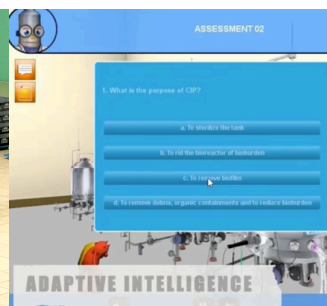 ASSESSMENT 02
1. What is the purpose of CIP?
a. To sterilize the tank
b. To rid the bioreactor of bioburden
c. To remove biofilm
d. To remove debris, organic containments and to reduce bioburden
ADAPTIVE INTELLIGENCE